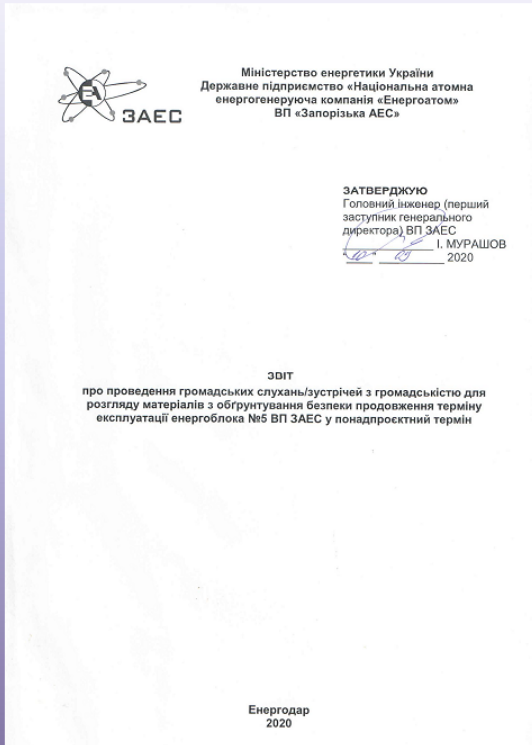 ЗАЕС
Міністерство енергетики України
Державне підприємство «Національна атомна
енергогенеруюча компанія «Енергоатом»
ВП «Запорізька АЕС»
ЗАТВЕРДЖУЮ
Головний інженер (перший
заступник генерального
директора) ВП ЗАЕС
І. МУРАШОВ
2020
ЗВІТ
про проведення громадських слухань/зустрічей з громадськістю для
розгляду матеріалів з обґрунтування безпеки продовження терміну
експлуатації енергоблока №5 ВП ЗАЕС у понадпроєктний термін
Енергодар
2020